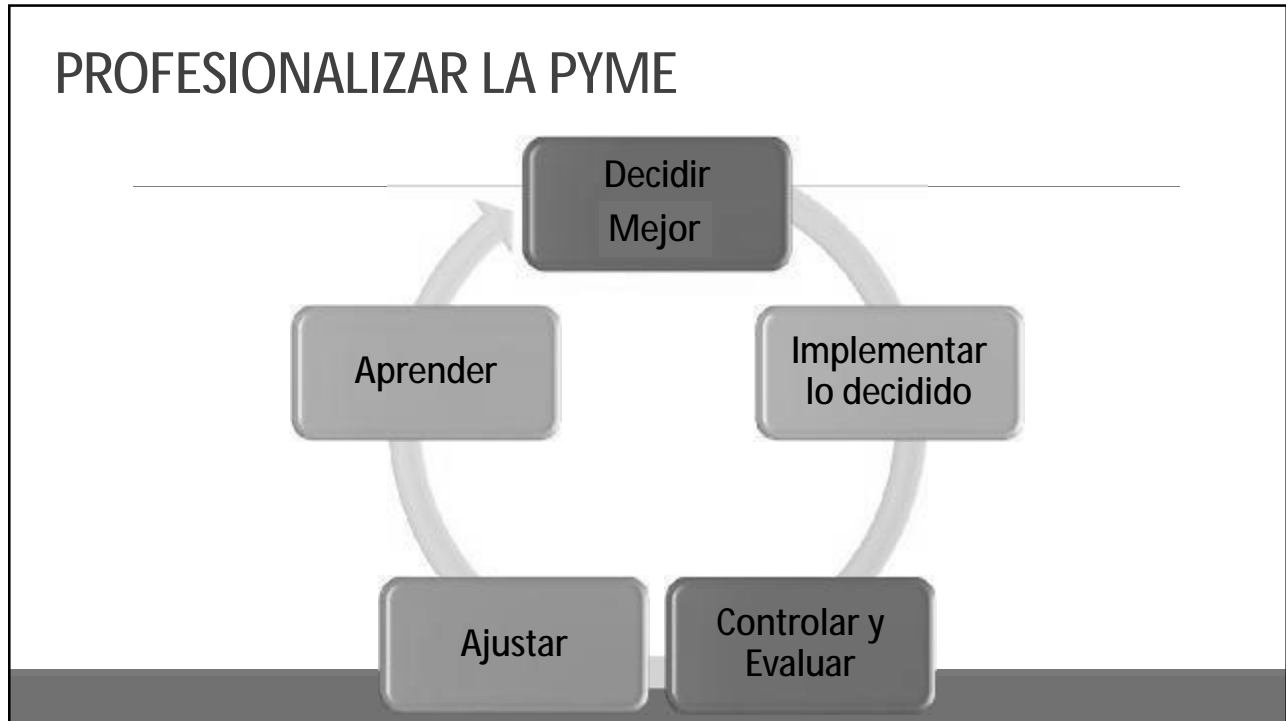 PROFESIONALIZAR LA PYME
Decidir
Mejor
Implementar
lo decidido
Controlar y
Evaluar
Ajustar
Aprender